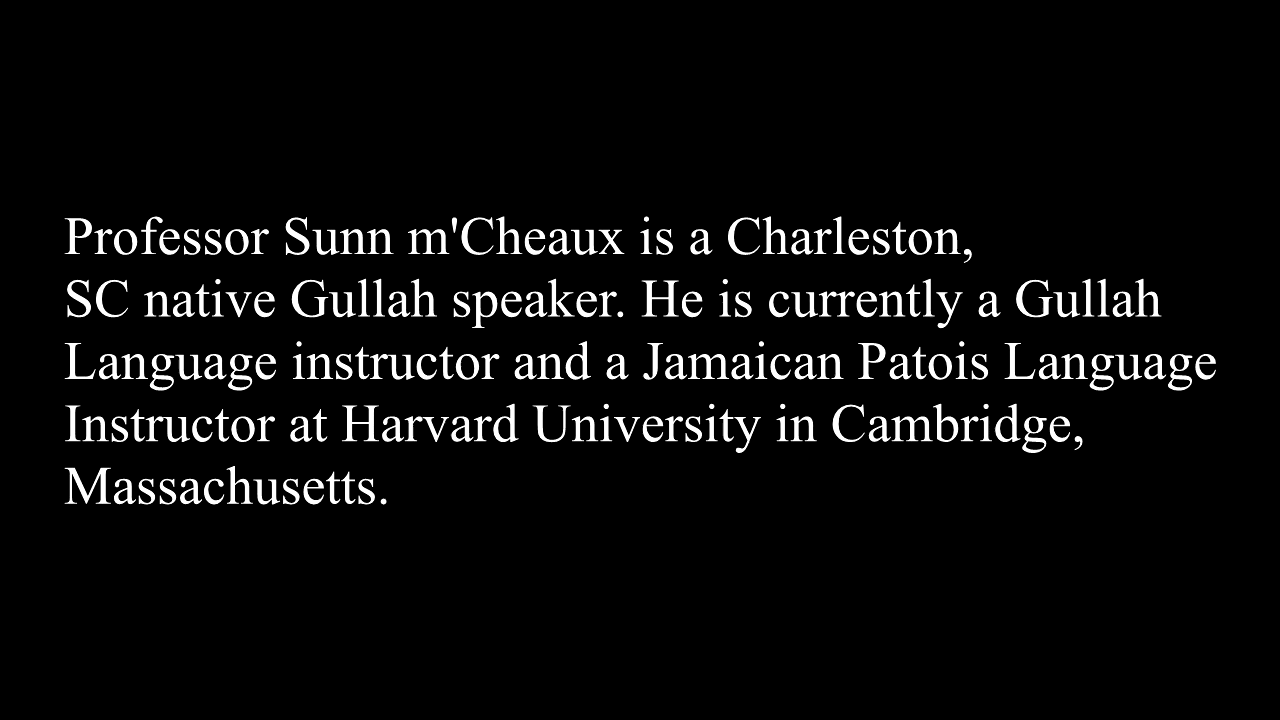 Professor Sunn m'Cheaux is a Charleston,
SC native Gullah speaker. He is currently a Gullah
Language instructor and a Jamaican Patois Language
Instructor at Harvard University in Cambridge,
Massachusetts.